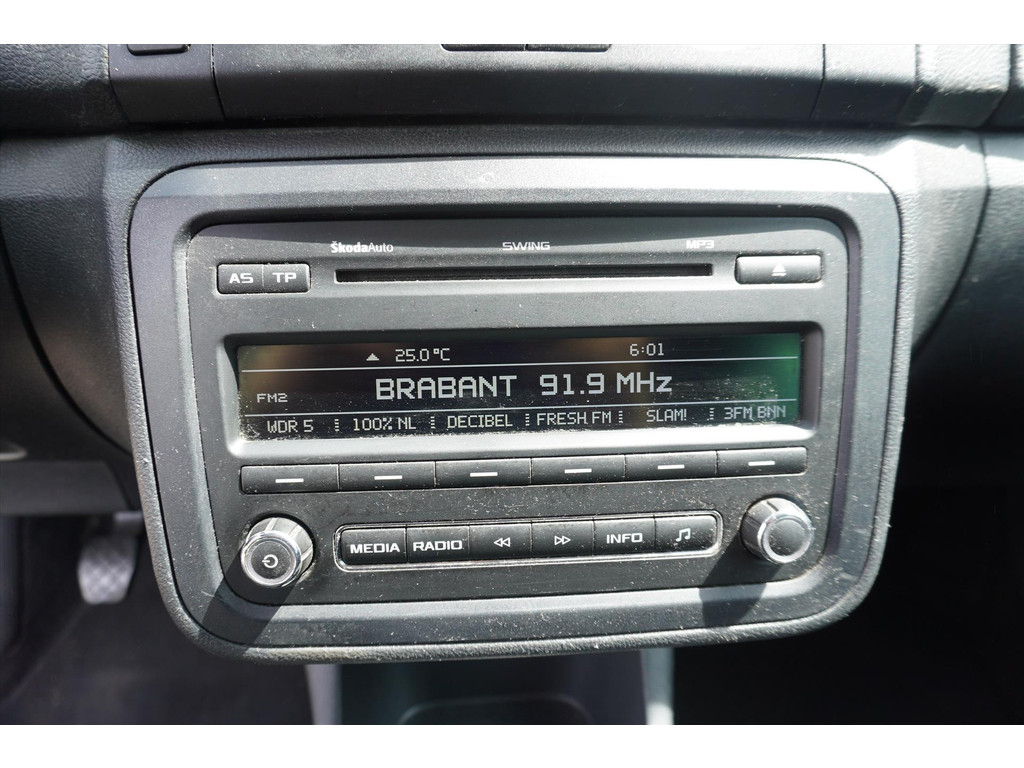 ŠkodaAuto SWING MP3
AS TP
25.0°C 6:01
BRABANT 91.9 MHz
FM2
WDR 5 100% NL DECIBEL FRESH FM SLAM! 3FM BNN
MEDIA RADIO INFO